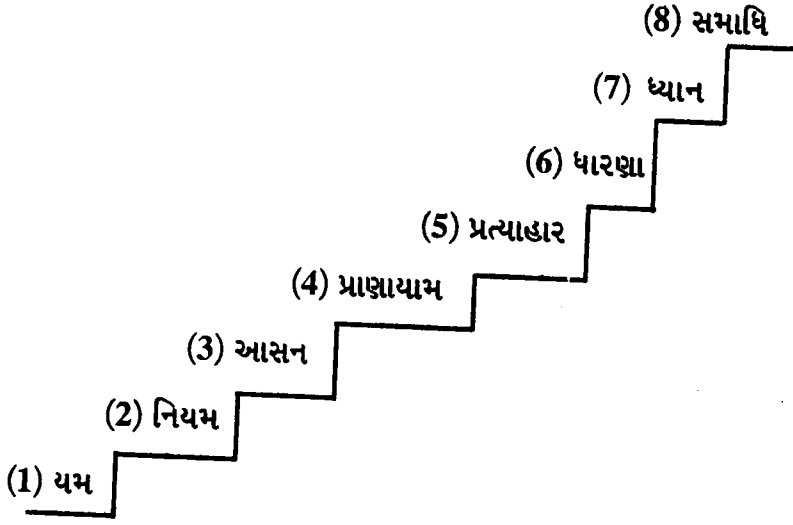 (8) સમાધિ
(7) ધ્યાન
(6) ધારણા
(5) પ્રત્યાહાર
(4) પ્રાણાયામ
(3) આસન
(2) નિયમ
(1) યમ